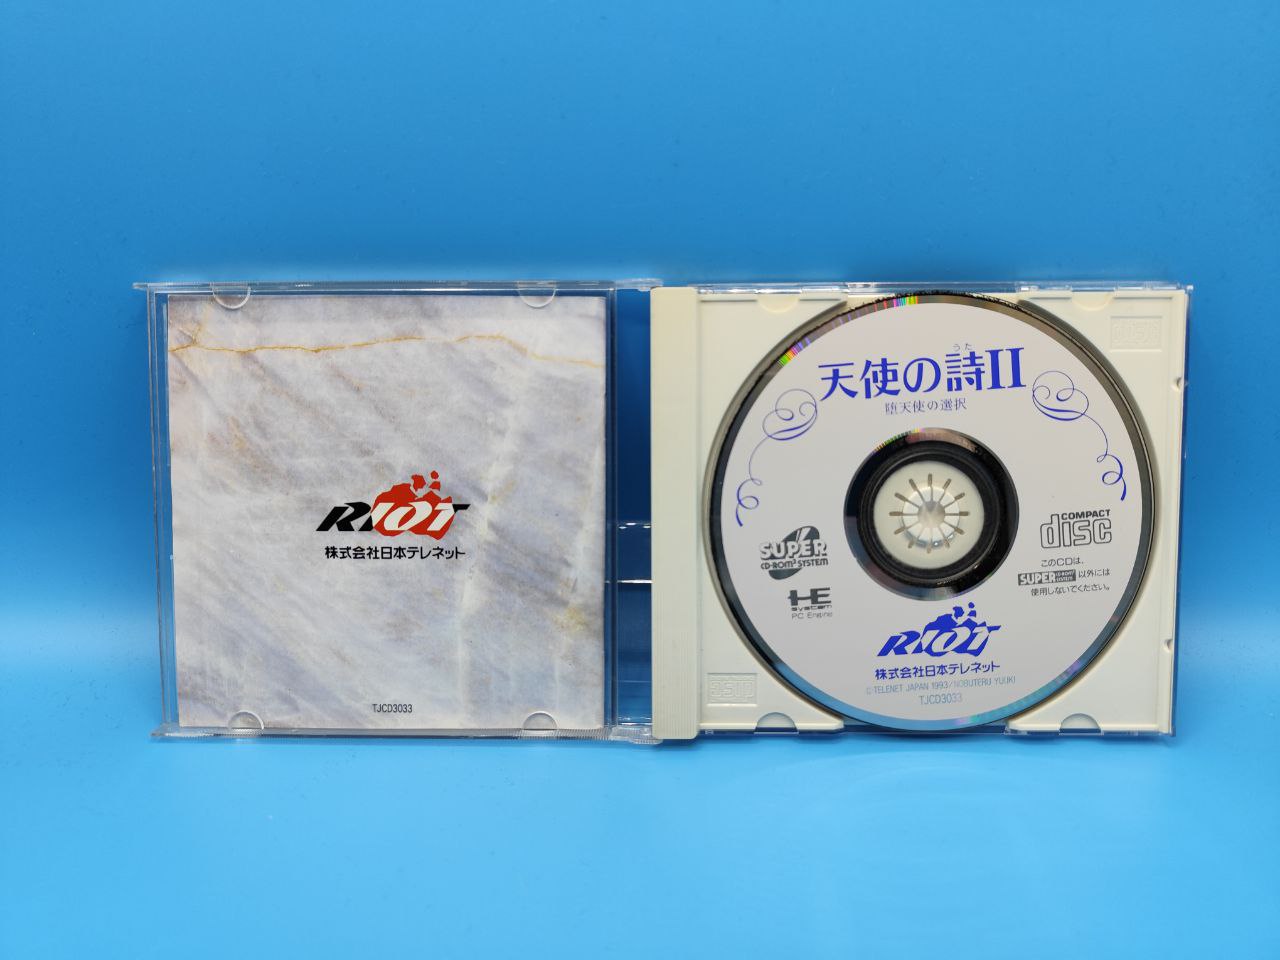 RIOT
株式会社日本テレネット
TJCD3033
うた
天使の詩II
堕天使の選択
SUPER
CD-ROM² SYSTEM
HE
system
PC Engine
COMPACT
disc
このCDは、
SUPER CD-ROM² SYSTEM 以外には
使用しないでください。
RIOT
株式会社日本テレネット
© TELENET JAPAN 1993/NOBUTERU YUUKI
TJCD3033